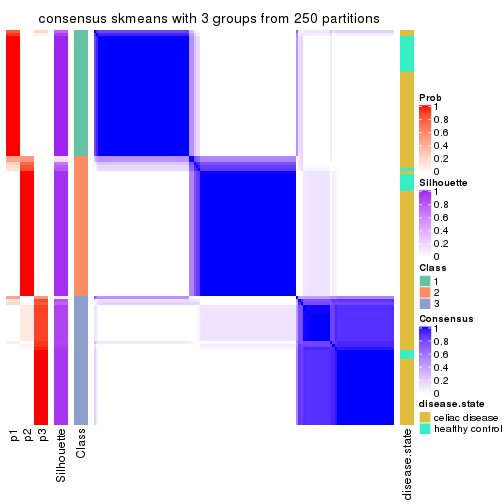 consensus skmeans with 3 groups from 250 partitions
Prob
1
0.8
0.6
0.4
0.2
0
Silhouette
1
0.8
0.6
0.4
0.2
0
Class
1
2
3
Consensus
1
0.8
0.6
0.4
0.2
0
disease.state
celiac disease
healthy control
p1
p2
p3
Silhouette
Class
disease.state